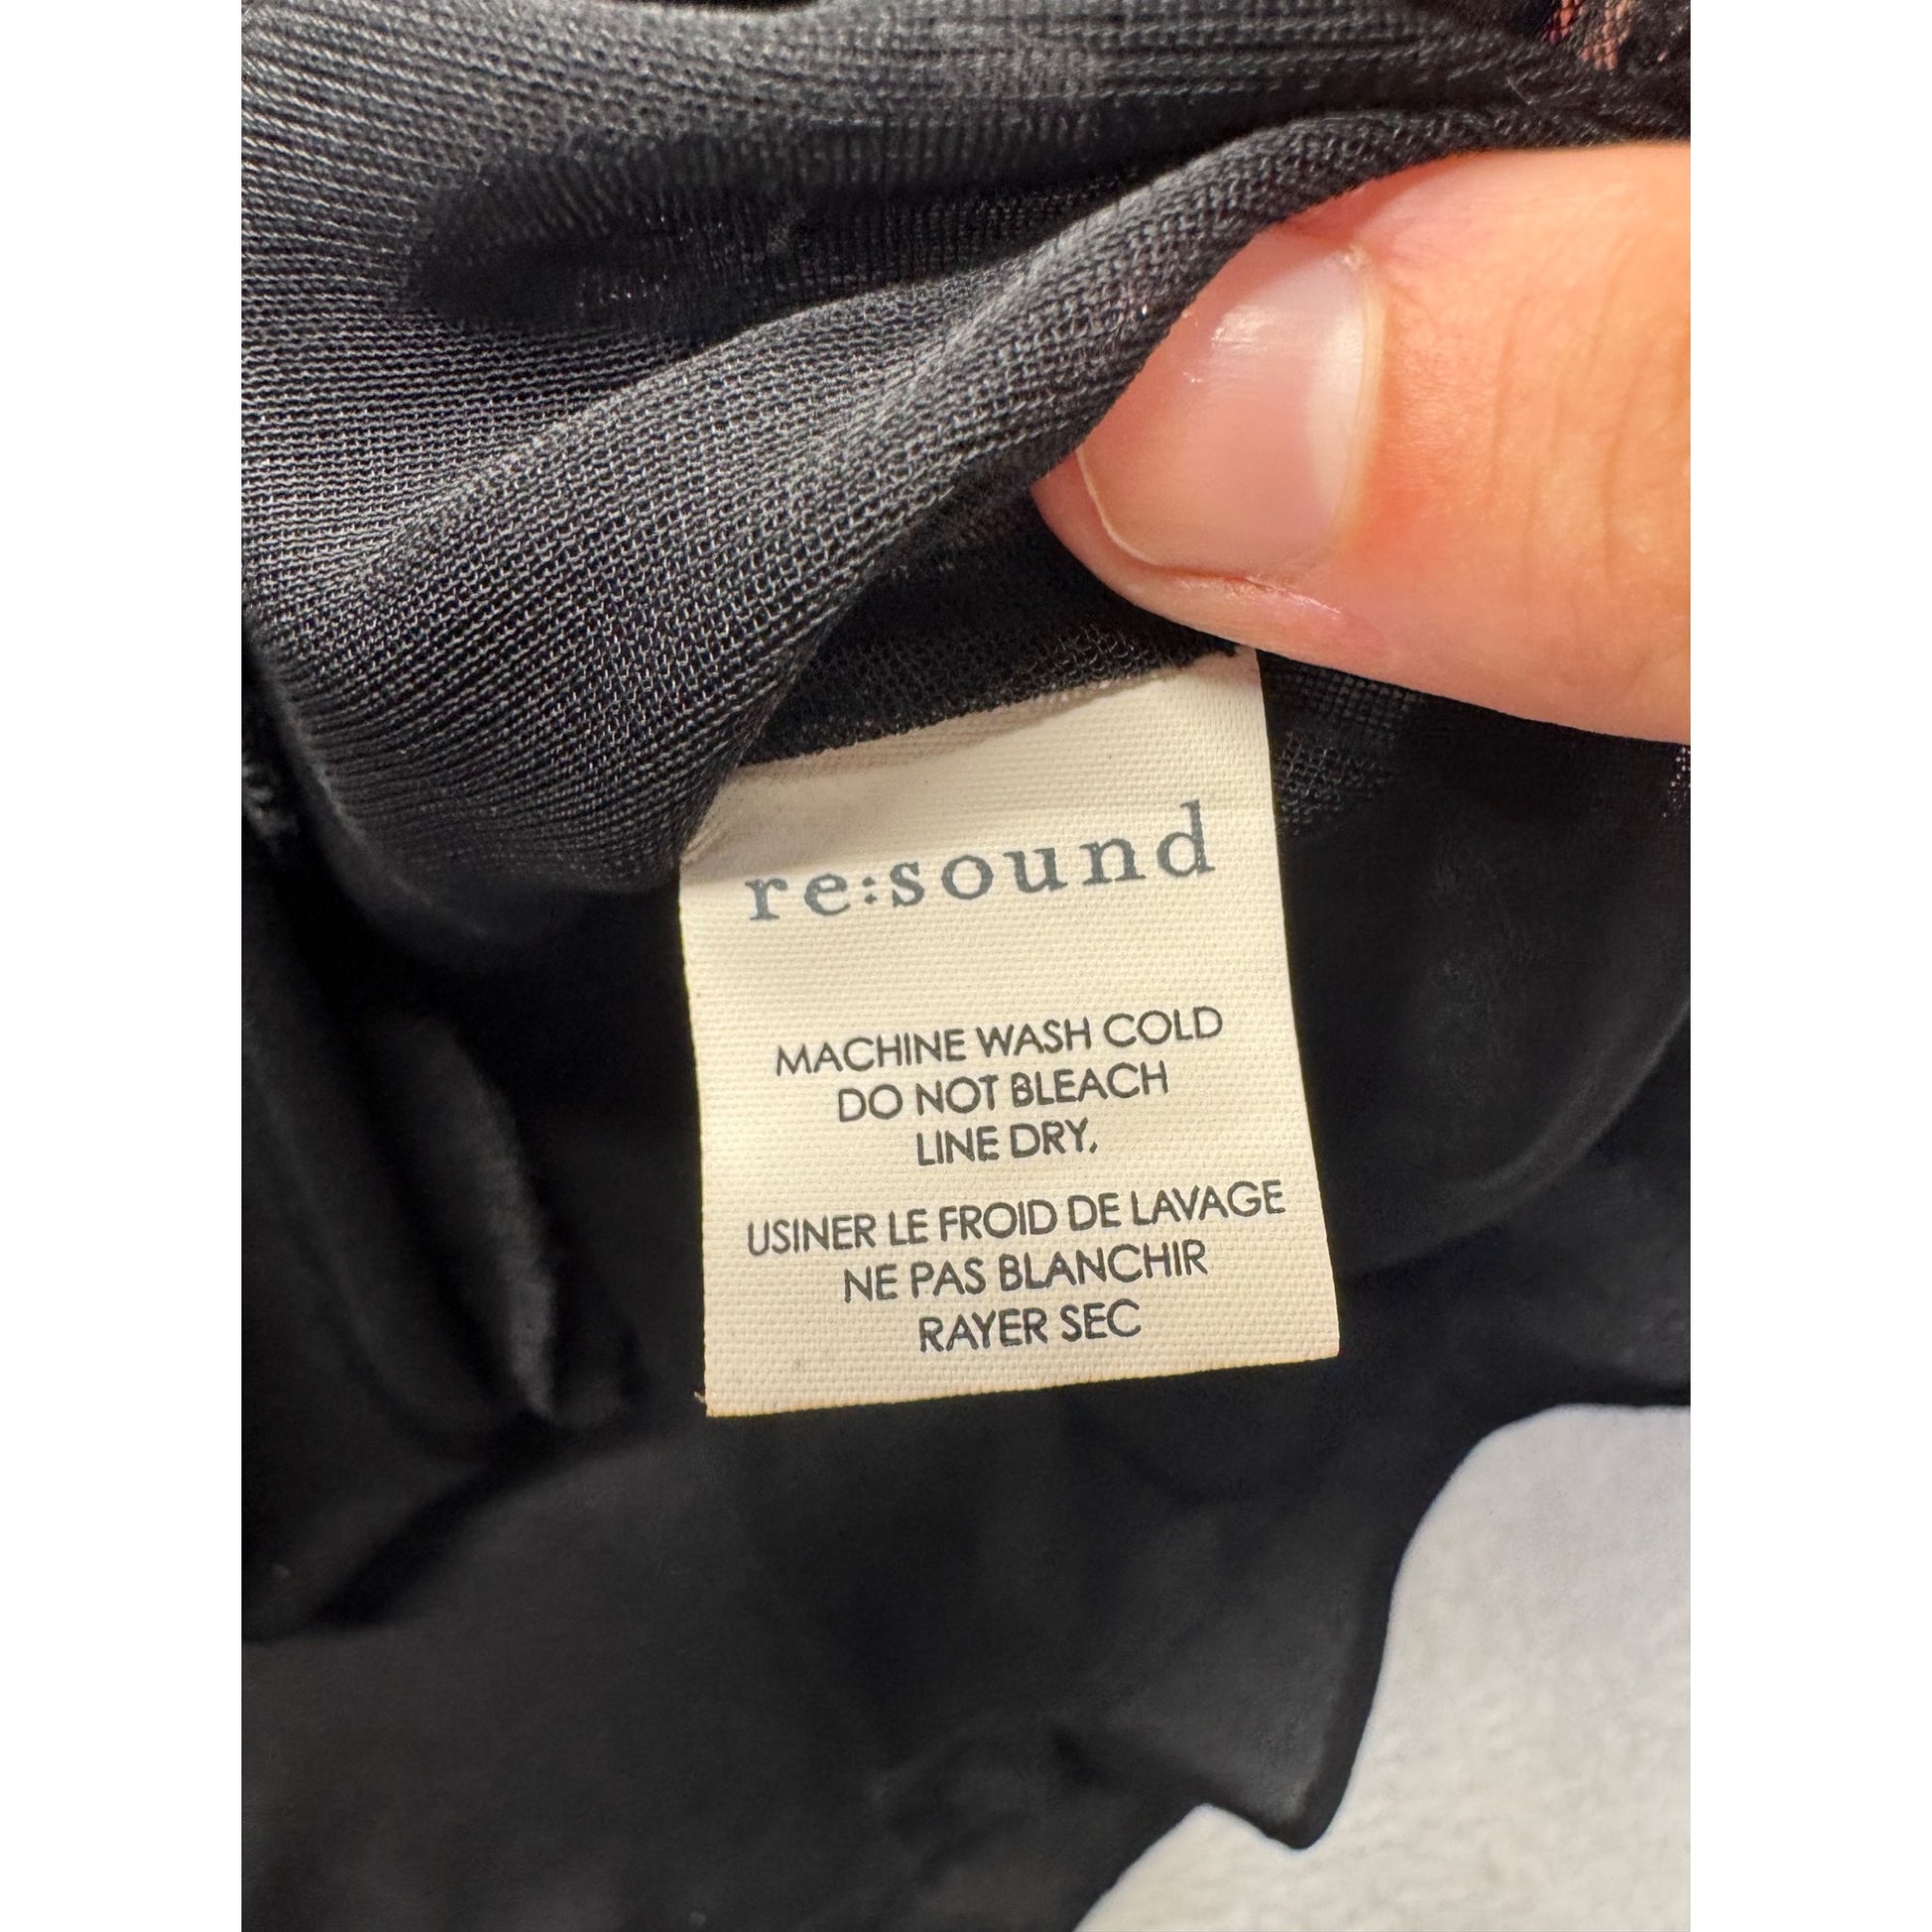 re:sound
MACHINE WASH COLD
DO NOT BLEACH
LINE DRY,
USINER LE FROID DE LAVAGE
NE PAS BLANCHIR
RAYER SEC